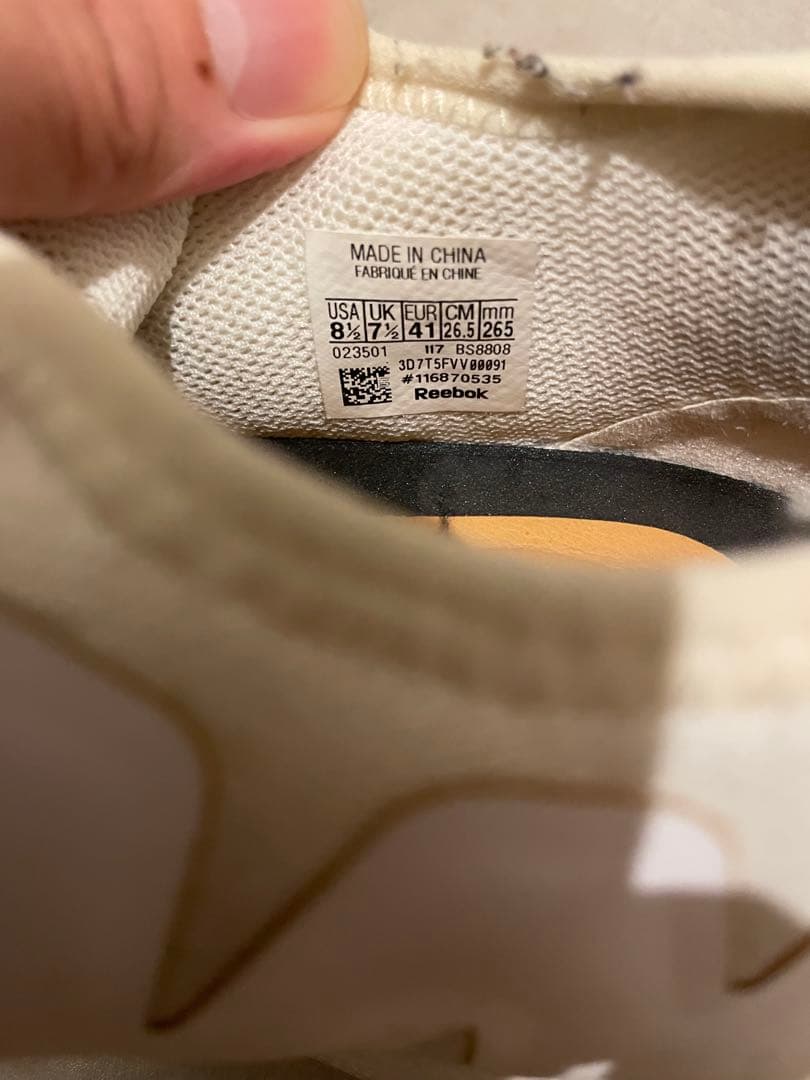 MADE IN CHINA
FABRIQUÉ EN CHINE
USA UK EUR CM mm
8½ 7½ 41 26.5 265
023501 117 BS8808
3D7T5FVV00091
#116870535
Reebok